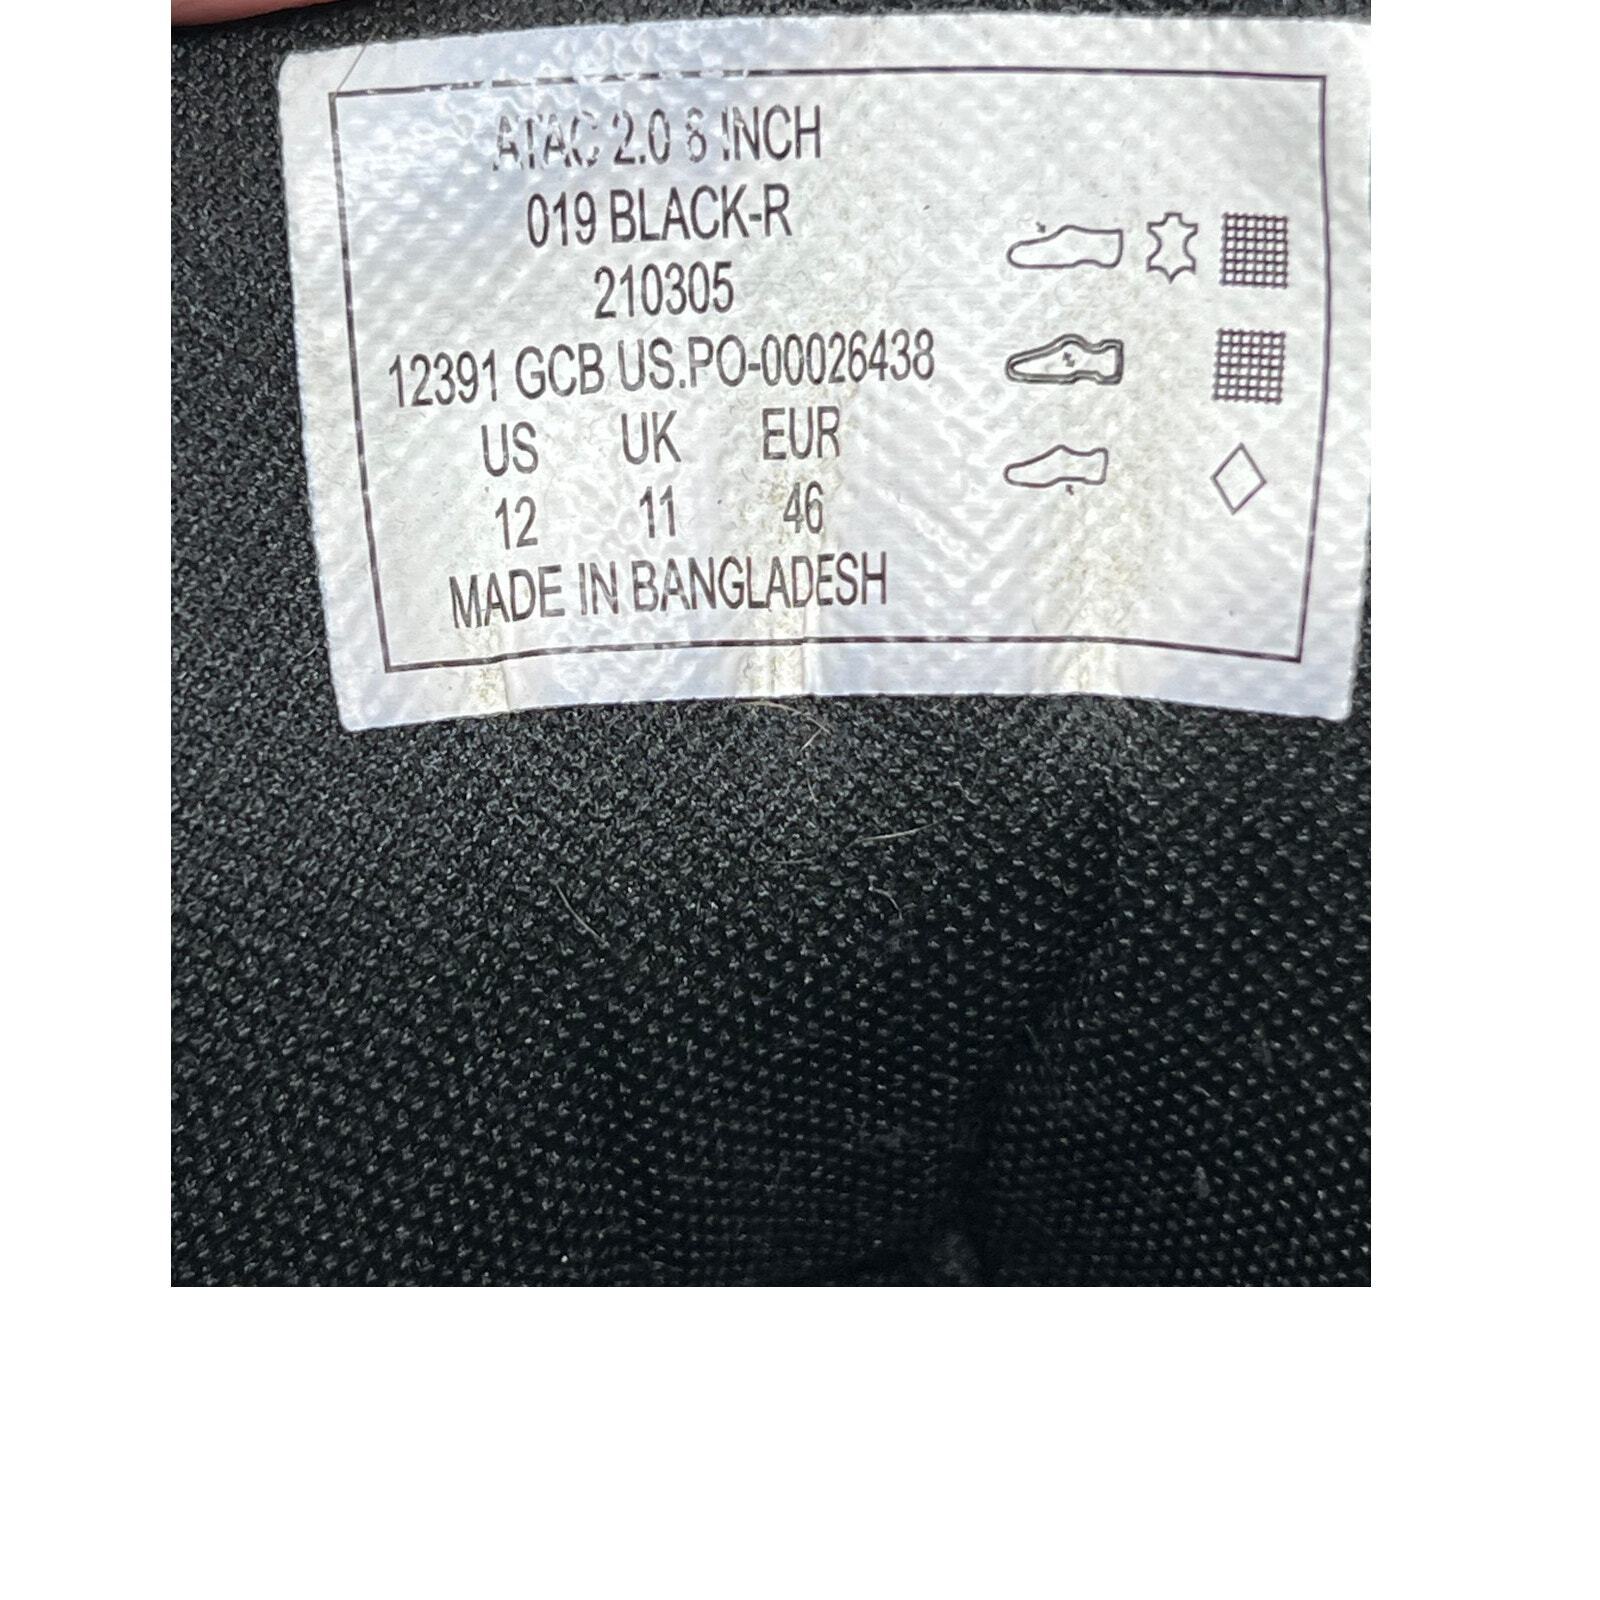 ATAC 2.0 8 INCH
019 BLACK-R
210305
12391 GCB US.PO-00026438
US UK EUR
12 11 46
MADE IN BANGLADESH